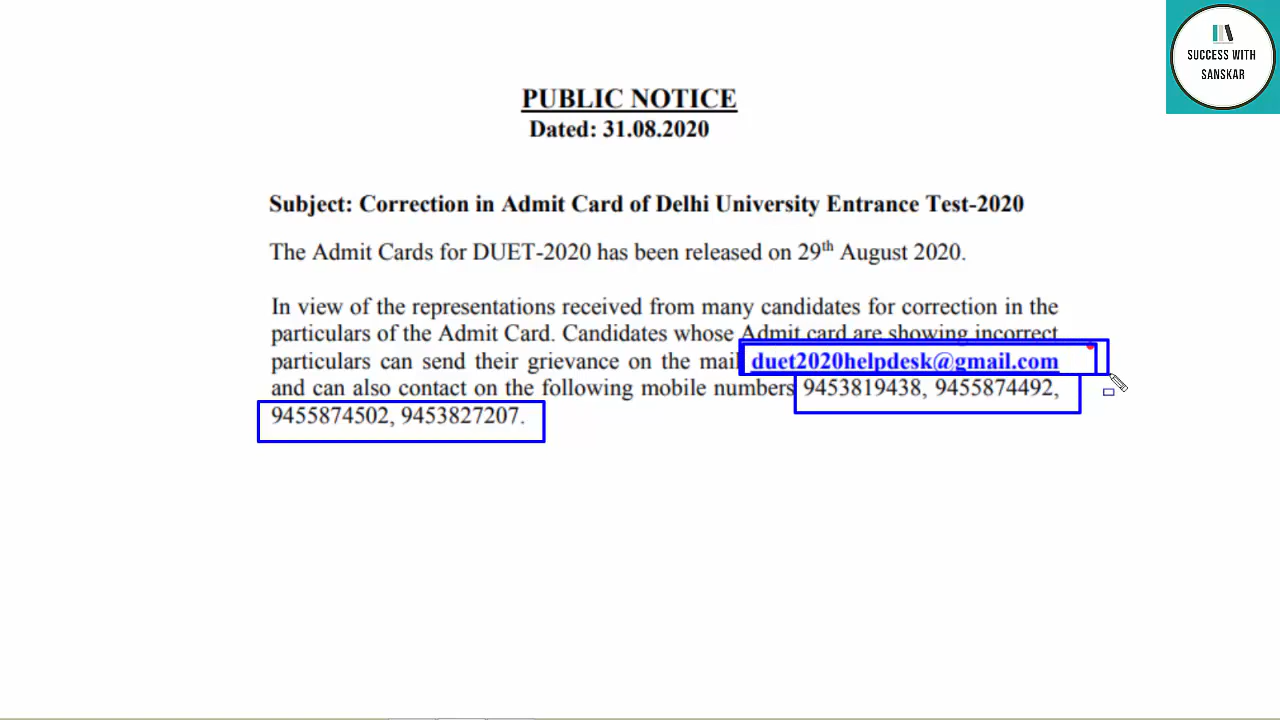 SUCCESS WITH
SANSKAR
PUBLIC NOTICE
Dated: 31.08.2020
Subject: Correction in Admit Card of Delhi University Entrance Test-2020
The Admit Cards for DUET-2020 has been released on 29th August 2020.
In view of the representations received from many candidates for correction in the
particulars of the Admit Card. Candidates whose Admit card are showing incorrect
particulars can send their grievance on the mail duet2020helpdesk@gmail.com
and can also contact on the following mobile numbers 9453819438, 9455874492,
9455874502, 9453827207.